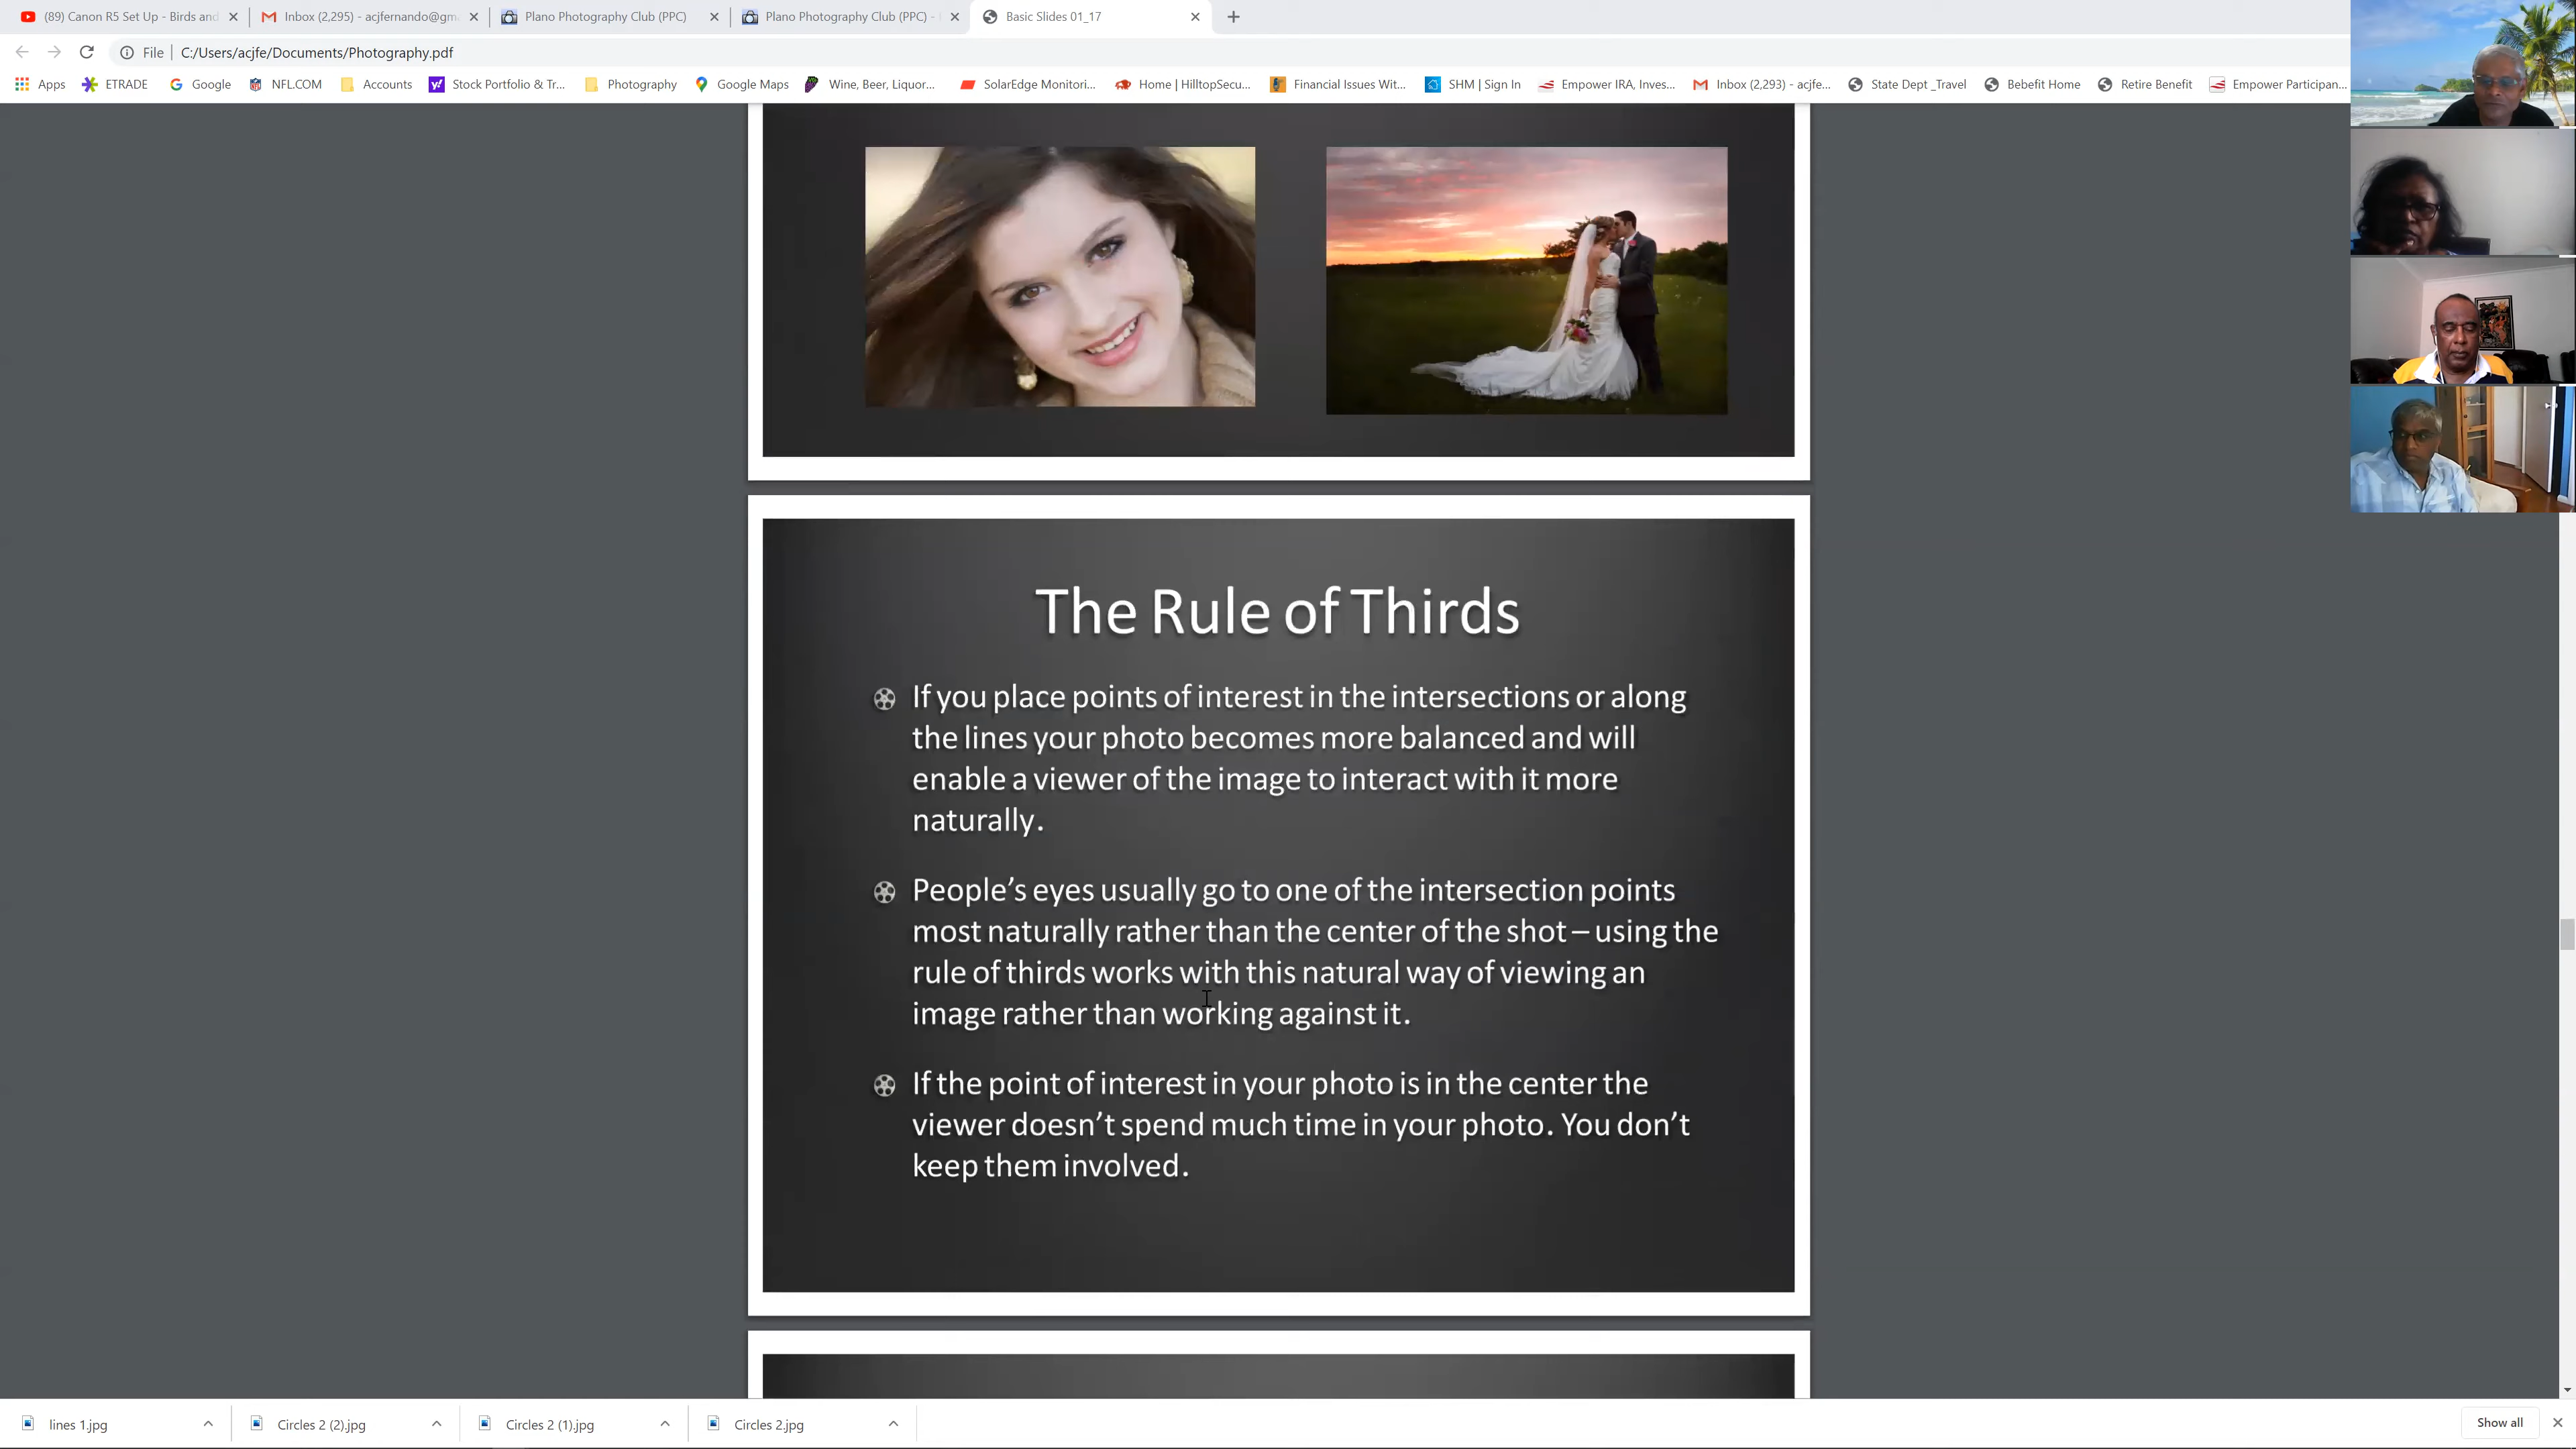 (89) Canon R5 Set Up - Birds and
Inbox (2,295) - acjfernando@gm
Plano Photography Club (PPC)
Plano Photography Club (PPC) -
Basic Slides 01_17
File
C:/Users/acjfe/Documents/Photography.pdf
Apps
ETRADE
Google
NFL.COM
Accounts
Stock Portfolio & Tr...
Photography
Google Maps
Wine, Beer, Liquor...
SolarEdge Monitori...
Home | HilltopSecu...
Financial Issues Wit...
SHM | Sign In
Empower IRA, Inves...
Inbox (2,293) - acjfe...
State Dept _Travel
Bebefit Home
Retire Benefit
Empower Participan...
The Rule of Thirds
If you place points of interest in the intersections or along
the lines your photo becomes more balanced and will
enable a viewer of the image to interact with it more
naturally.
People’s eyes usually go to one of the intersection points
most naturally rather than the center of the shot – using the
rule of thirds works with this natural way of viewing an
image rather than working against it.
If the point of interest in your photo is in the center the
viewer doesn’t spend much time in your photo. You don’t
keep them involved.
lines 1.jpg
Circles 2 (2).jpg
Circles 2 (1).jpg
Circles 2.jpg
Show all